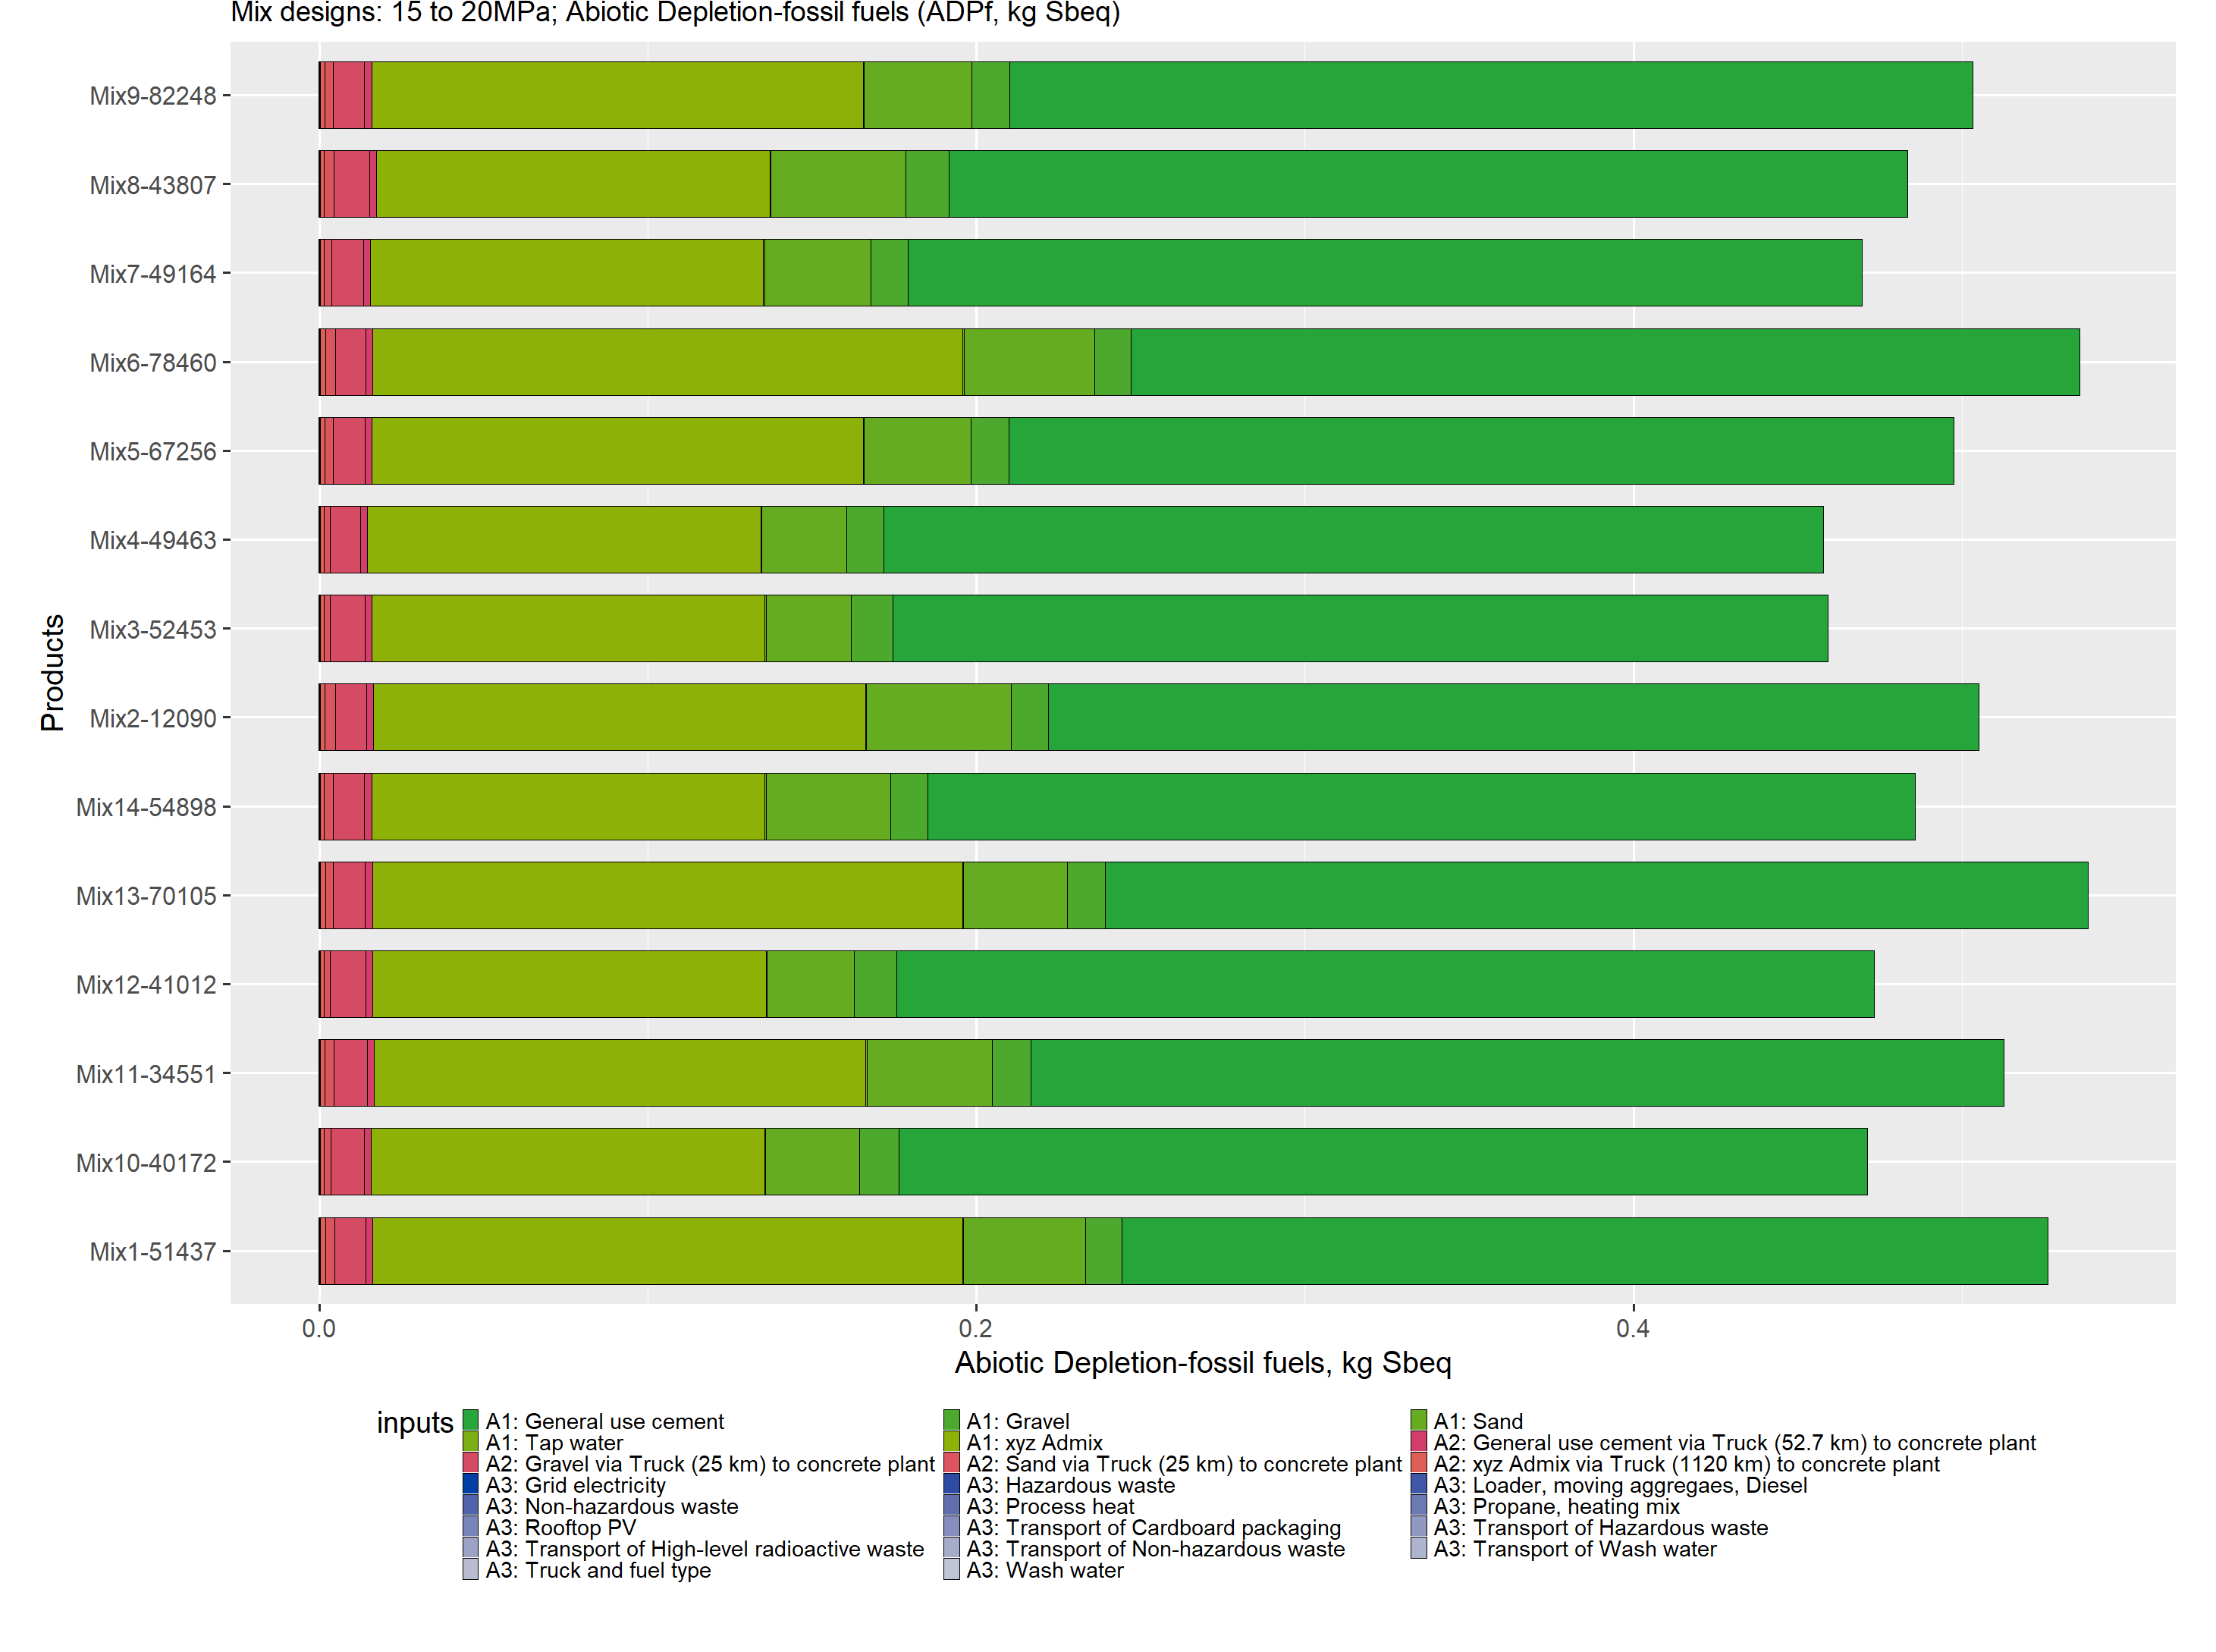 Mix designs: 15 to 20MPa; Abiotic Depletion-fossil fuels (ADPf, kg Sbeq)
Products
Mix9-82248
Mix8-43807
Mix7-49164
Mix6-78460
Mix5-67256
Mix4-49463
Mix3-52453
Mix2-12090
Mix14-54898
Mix13-70105
Mix12-41012
Mix11-34551
Mix10-40172
Mix1-51437
0.0 0.2 0.4
Abiotic Depletion-fossil fuels, kg Sbeq
inputs
A1: General use cement A1: Gravel A1: Sand
A1: Tap water A1: xyz Admix A2: General use cement via Truck (52.7 km) to concrete plant
A2: Gravel via Truck (25 km) to concrete plant A2: Sand via Truck (25 km) to concrete plant A2: xyz Admix via Truck (1120 km) to concrete plant
A3: Grid electricity A3: Hazardous waste A3: Loader, moving aggregaes, Diesel
A3: Non-hazardous waste A3: Process heat A3: Propane, heating mix
A3: Rooftop PV A3: Transport of Cardboard packaging A3: Transport of Hazardous waste
A3: Transport of High-level radioactive waste A3: Transport of Non-hazardous waste A3: Transport of Wash water
A3: Truck and fuel type A3: Wash water